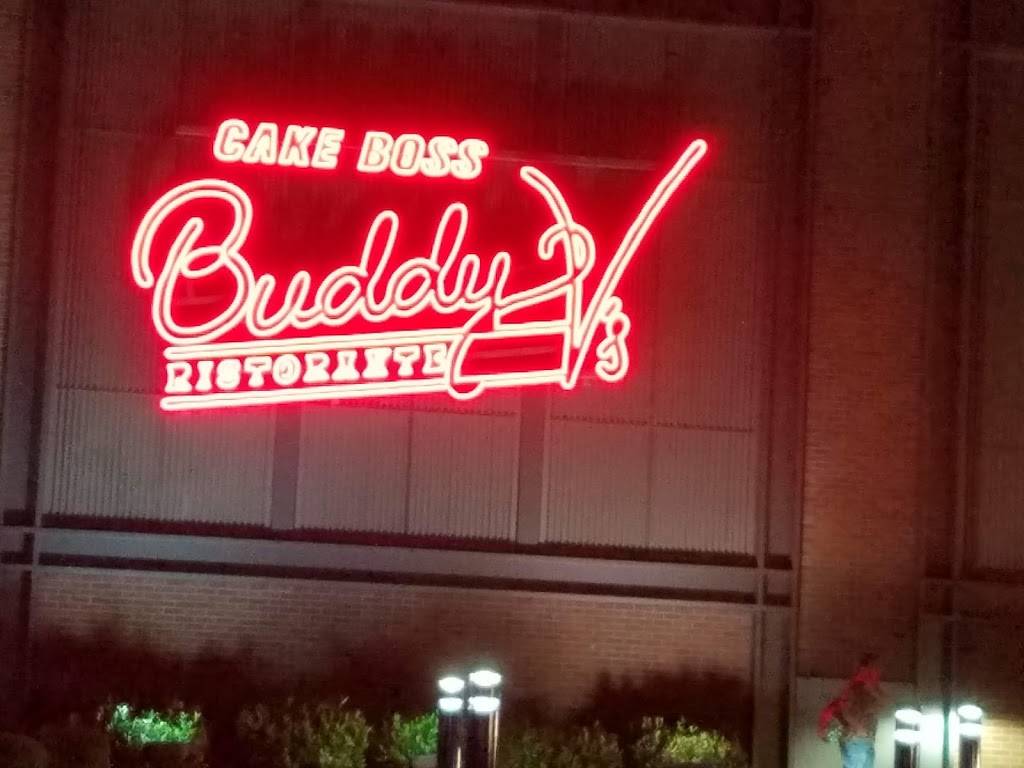 CAKE BOSS
Buddy V's
RISTORANTE